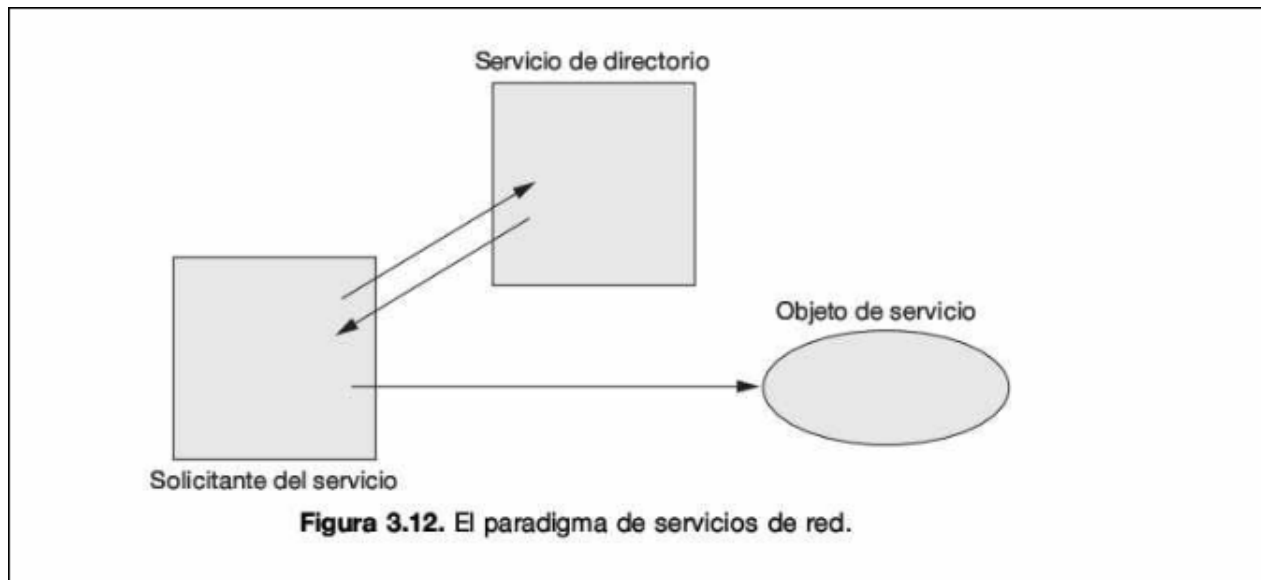 Servicio de directorio
Objeto de servicio
Solicitante del servicio
Figura 3.12. El paradigma de servicios de red.